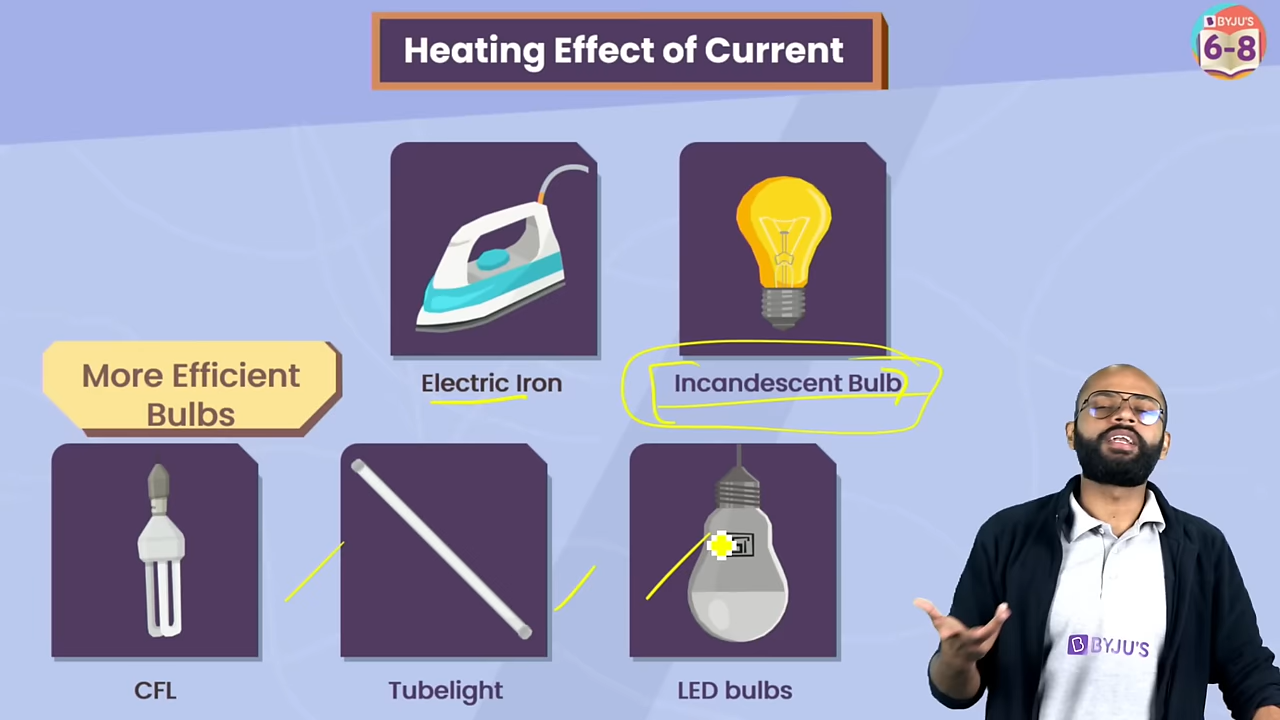 Heating Effect of Current
BYJU'S
6-8
Electric Iron
Incandescent Bulb
More Efficient
Bulbs
CFL
Tubelight
LED bulbs
BYJU'S